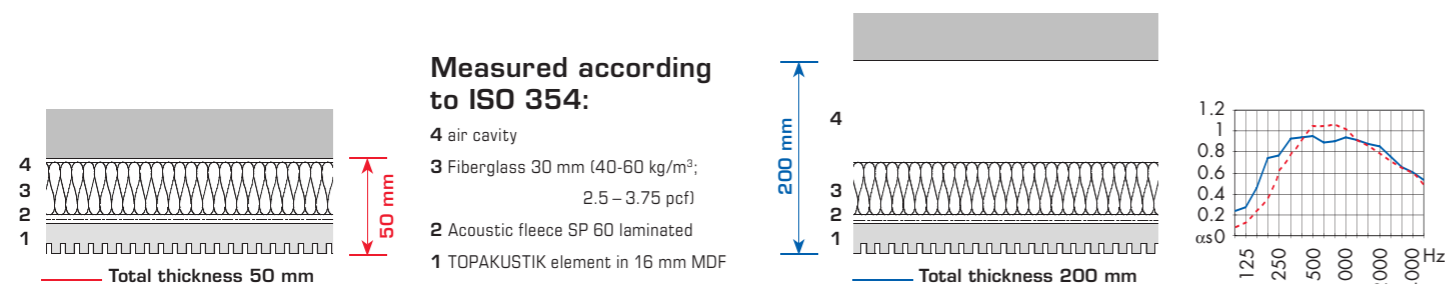 4
3
2
1
50 mm
Total thickness 50 mm
Measured according
to ISO 354:
4 air cavity
3 Fiberglass 30 mm (40-60 kg/m³;
2.5 – 3.75 pcf)
2 Acoustic fleece SP 60 laminated
1 TOPAKUSTIK element in 16 mm MDF
200 mm
4
3
2
1
Total thickness 200 mm
1.2
1
0.8
0.6
0.4
0.2
αs0
125
250
500
000
000
000
Hz